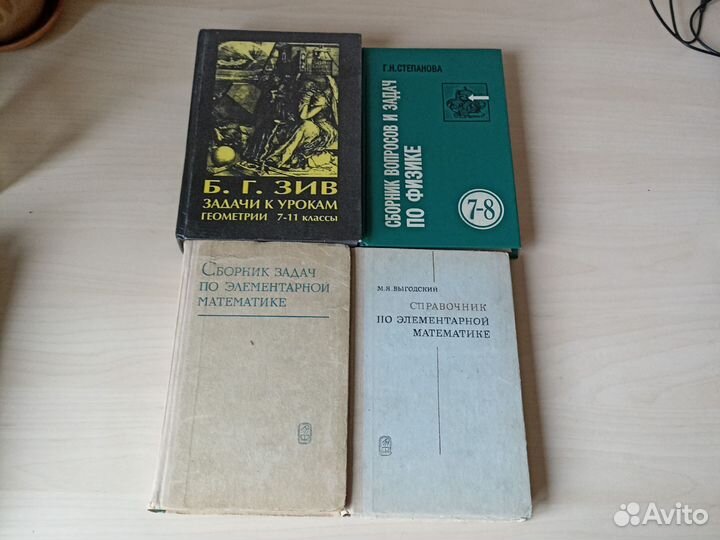 Б. Г. ЗИВ
ЗАДАЧИ К УРОКАМ
ГЕОМЕТРИИ 7-11 КЛАССЫ
Г.Н.СТЕПАНОВА
СБОРНИК ВОПРОСОВ И ЗАДАЧ
ПО ФИЗИКЕ
7-8
СБОРНИК ЗАДАЧ
ПО ЭЛЕМЕНТАРНОЙ
МАТЕМАТИКЕ
М.Я.ВЫГОДСКИЙ
СПРАВОЧНИК
ПО ЭЛЕМЕНТАРНОЙ
МАТЕМАТИКЕ
Avito